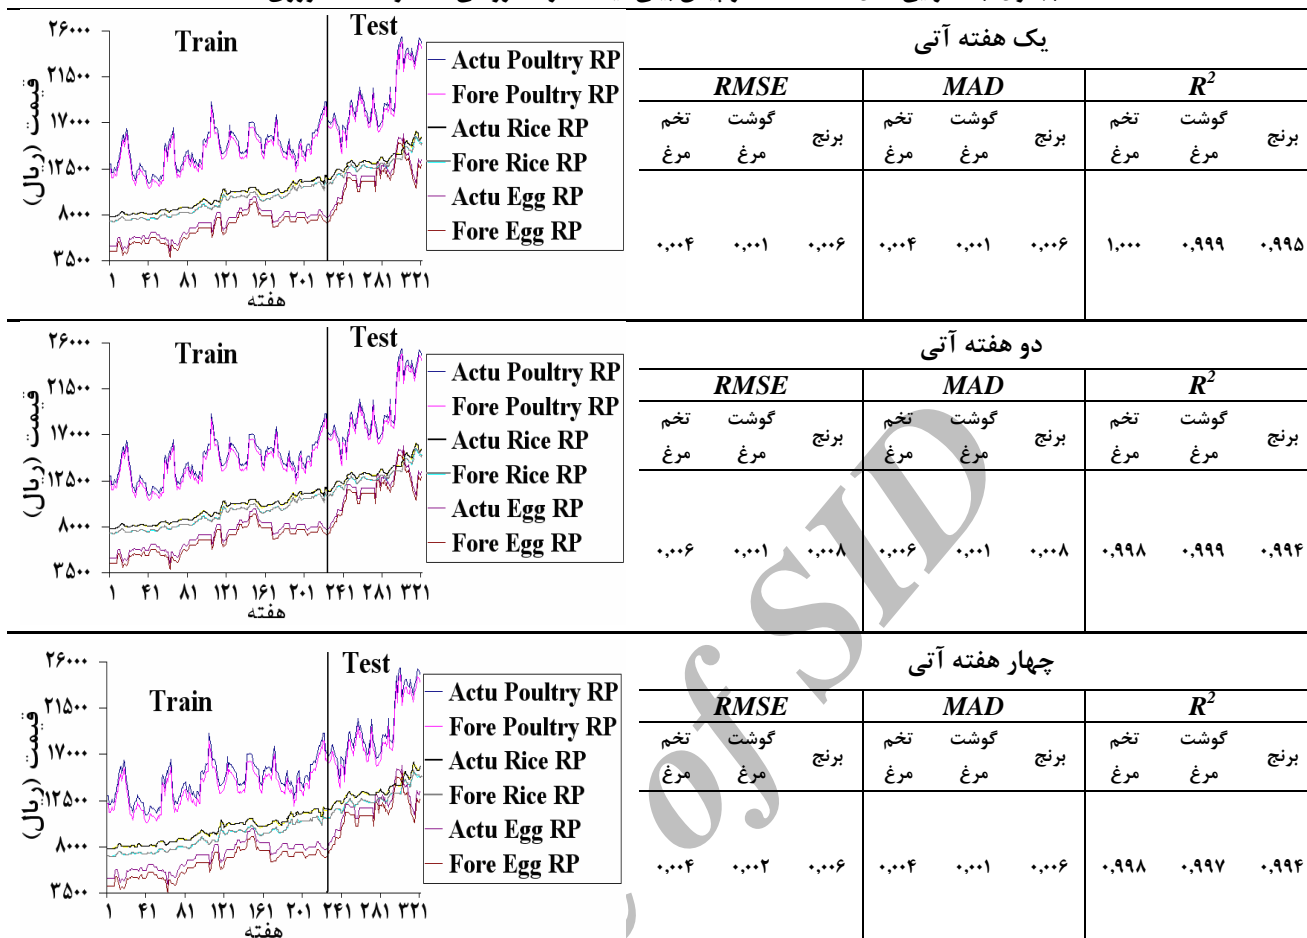 یک هفته آتی
RMSE MAD R²
تخم مرغ گوشت مرغ برنج تخم مرغ گوشت مرغ برنج تخم مرغ گوشت مرغ برنج
۰,۰۰۴ ۰,۰۰۱ ۰,۰۰۶ ۰,۰۰۴ ۰,۰۰۱ ۰,۰۰۶ ۱,۰۰۰ ۰,۹۹۹ ۰,۹۹۵
Train
Test
قیمت (ریال)
۲۶۰۰۰
۲۱۵۰۰
۱۷۰۰۰
۱۲۵۰۰
۸۰۰۰
۳۵۰۰
۱ ۴۱ ۸۱ ۱۲۱ ۱۶۱ ۲۰۱ ۲۴۱ ۲۸۱ ۳۲۱
هفته
Actu Poultry RP
Fore Poultry RP
Actu Rice RP
Fore Rice RP
Actu Egg RP
Fore Egg RP
دو هفته آتی
RMSE MAD R²
تخم مرغ گوشت مرغ برنج تخم مرغ گوشت مرغ برنج تخم مرغ گوشت مرغ برنج
۰,۰۰۶ ۰,۰۰۱ ۰,۰۰۸ ۰,۰۰۶ ۰,۰۰۱ ۰,۰۰۸ ۰,۹۹۸ ۰,۹۹۹ ۰,۹۹۴
Train
Test
قیمت (ریال)
۲۶۰۰۰
۲۱۵۰۰
۱۷۰۰۰
۱۲۵۰۰
۸۰۰۰
۳۵۰۰
۱ ۴۱ ۸۱ ۱۲۱ ۱۶۱ ۲۰۱ ۲۴۱ ۲۸۱ ۳۲۱
هفته
Actu Poultry RP
Fore Poultry RP
Actu Rice RP
Fore Rice RP
Actu Egg RP
Fore Egg RP
چهار هفته آتی
RMSE MAD R²
تخم مرغ گوشت مرغ برنج تخم مرغ گوشت مرغ برنج تخم مرغ گوشت مرغ برنج
۰,۰۰۴ ۰,۰۰۲ ۰,۰۰۶ ۰,۰۰۴ ۰,۰۰۱ ۰,۰۰۶ ۰,۹۹۸ ۰,۹۹۷ ۰,۹۹۴
Train
Test
قیمت (ریال)
۲۶۰۰۰
۲۱۵۰۰
۱۷۰۰۰
۱۲۵۰۰
۸۰۰۰
۳۵۰۰
۱ ۴۱ ۸۱ ۱۲۱ ۱۶۱ ۲۰۱ ۲۴۱ ۲۸۱ ۳۲۱
هفته
Actu Poultry RP
Fore Poultry RP
Actu Rice RP
Fore Rice RP
Actu Egg RP
Fore Egg RP
of SID